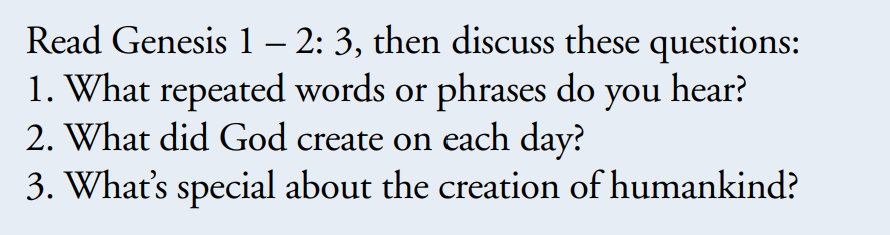 Read Genesis 1 – 2: 3, then discuss these questions:
1. What repeated words or phrases do you hear?
2. What did God create on each day?
3. What’s special about the creation of humankind?